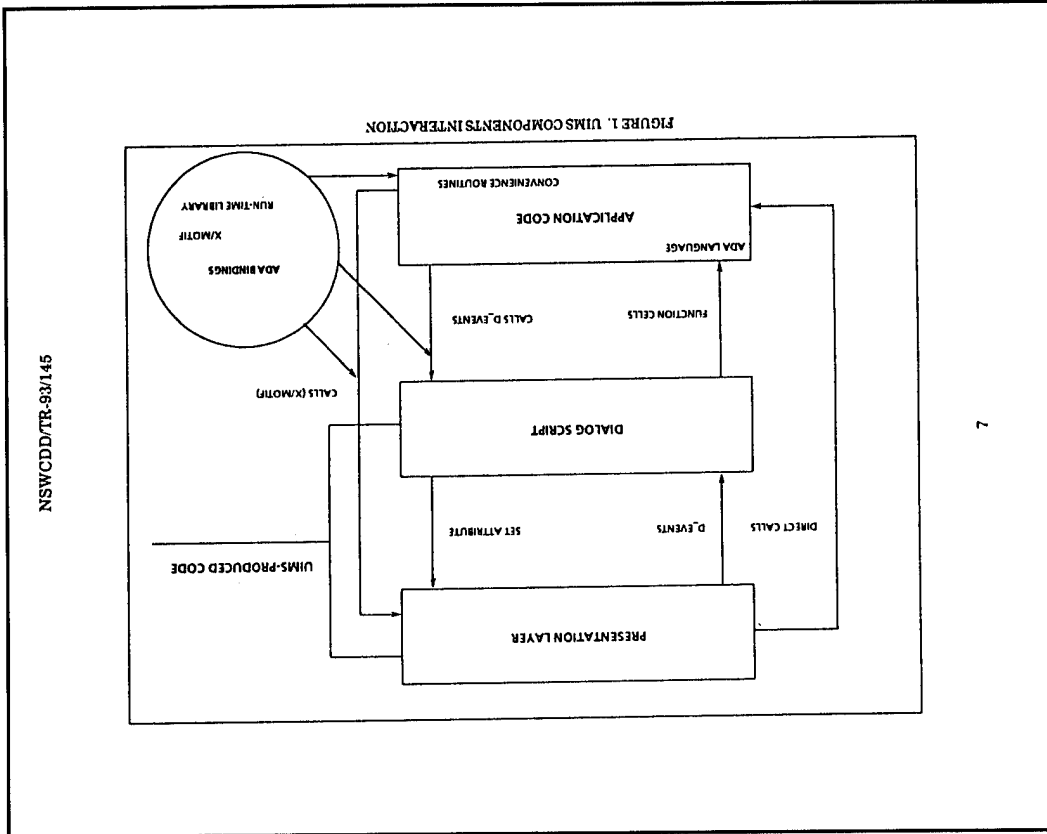 NSWCDD/TR-93/145
PRESENTATION LAYER
DIRECT CALLS
D_EVENTS
SET ATTRIBUTE
UIMS-PRODUCED CODE
DIALOG SCRIPT
CALLS (X/MOTIF)
FUNCTION CELLS
CALLS D_EVENTS
ADA LANGUAGE
APPLICATION CODE
CONVENIENCE ROUTINES
ADA BINDINGS
X/MOTIF
RUN-TIME LIBRARY
FIGURE 1. UIMS COMPONENTS INTERACTION
7